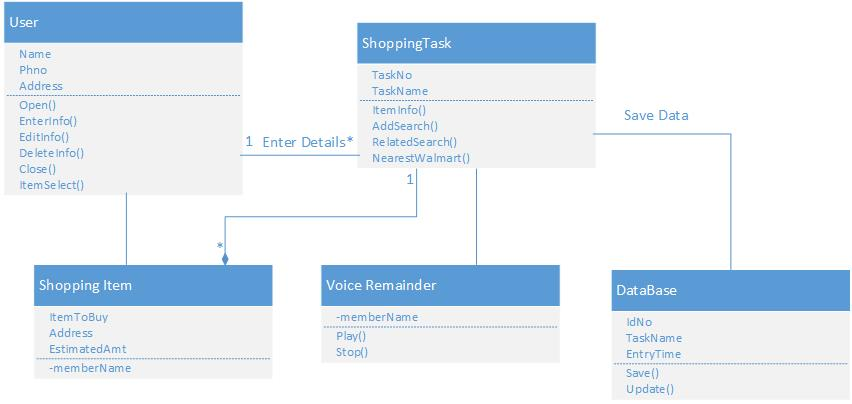 User
Name
Phno
Address
Open()
EnterInfo()
EditInfo()
DeleteInfo()
Close()
ItemSelect()
1 Enter Details*
ShoppingTask
TaskNo
TaskName
ItemInfo()
AddSearch()
RelatedSearch()
NearestWalmart()
Save Data
1
*
Shopping Item
ItemToBuy
Address
EstimatedAmt
-memberName
Voice Remainder
-memberName
Play()
Stop()
DataBase
IdNo
TaskName
EntryTime
Save()
Update()